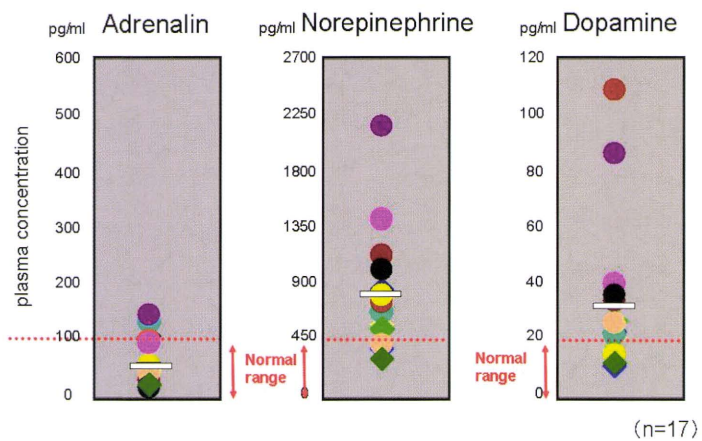 pg/ml Adrenalin
pg/ml Norepinephrine
pg/ml Dopamine
plasma concentration
600
500
400
300
200
100
0
2700
2250
1800
1350
900
450
0
120
100
80
60
40
20
0
Normal
range
Normal
range
(n=17)